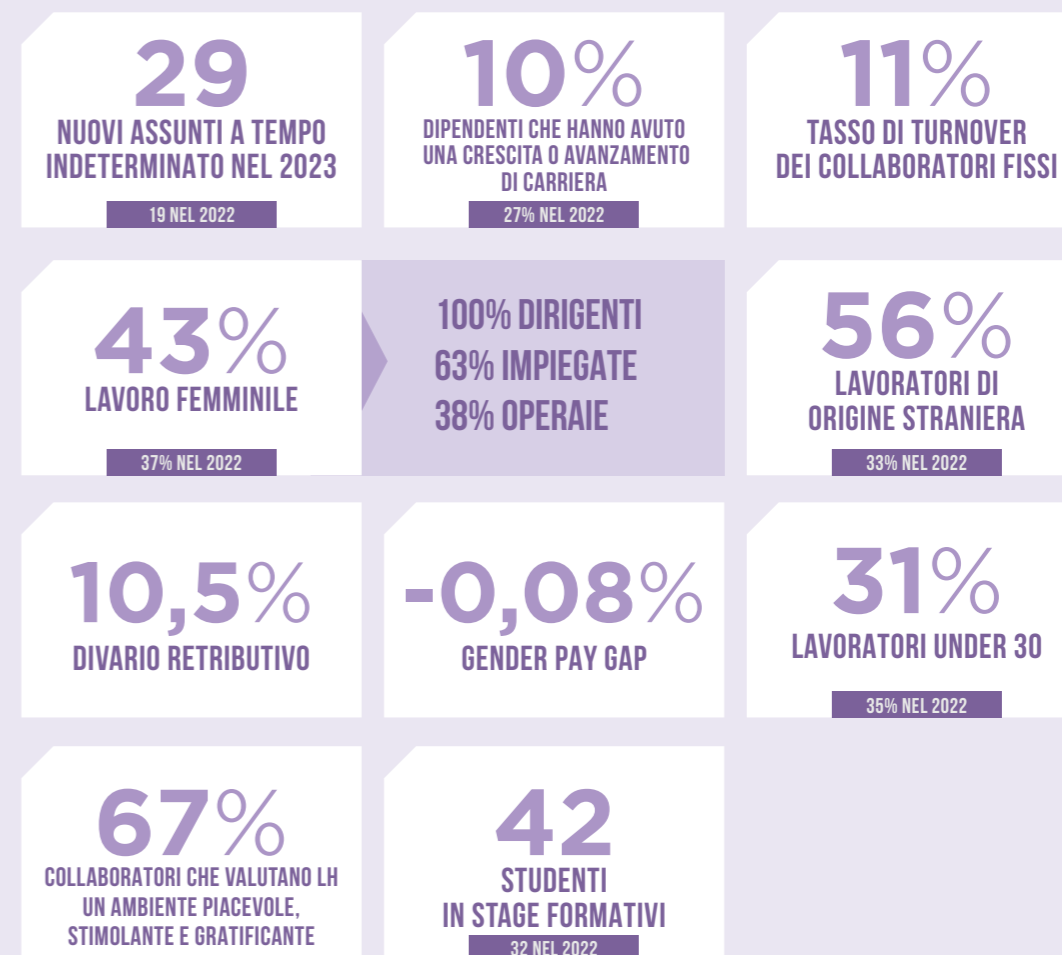 29
NUOVI ASSUNTI A TEMPO
INDETERMINATO NEL 2023
19 NEL 2022
10%
DIPENDENTI CHE HANNO AVUTO
UNA CRESCITA O AVANZAMENTO
DI CARRIERA
27% NEL 2022
11%
TASSO DI TURNOVER
DEI COLLABORATORI FISSI
43%
LAVORO FEMMINILE
37% NEL 2022
100% DIRIGENTI
63% IMPIEGATE
38% OPERAIE
56%
LAVORATORI DI
ORIGINE STRANIERA
33% NEL 2022
10,5%
DIVARIO RETRIBUTIVO
-0,08%
GENDER PAY GAP
31%
LAVORATORI UNDER 30
35% NEL 2022
67%
COLLABORATORI CHE VALUTANO LH
UN AMBIENTE PIACEVOLE,
STIMOLANTE E GRATIFICANTE
42
STUDENTI
IN STAGE FORMATIVI
32 NEL 2022